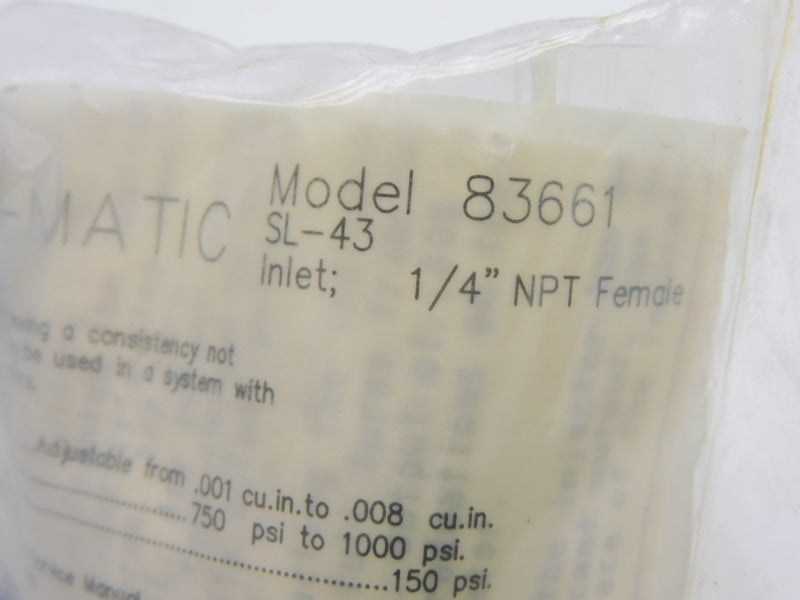 -MATIC Model 83661
SL-43
Inlet; 1/4” NPT Female
a consistency not
be used in a system with
Adjustable from .001 cu.in.to .008 cu.in.
..........750 psi to 1000 psi.
..........150 psi.
Manual